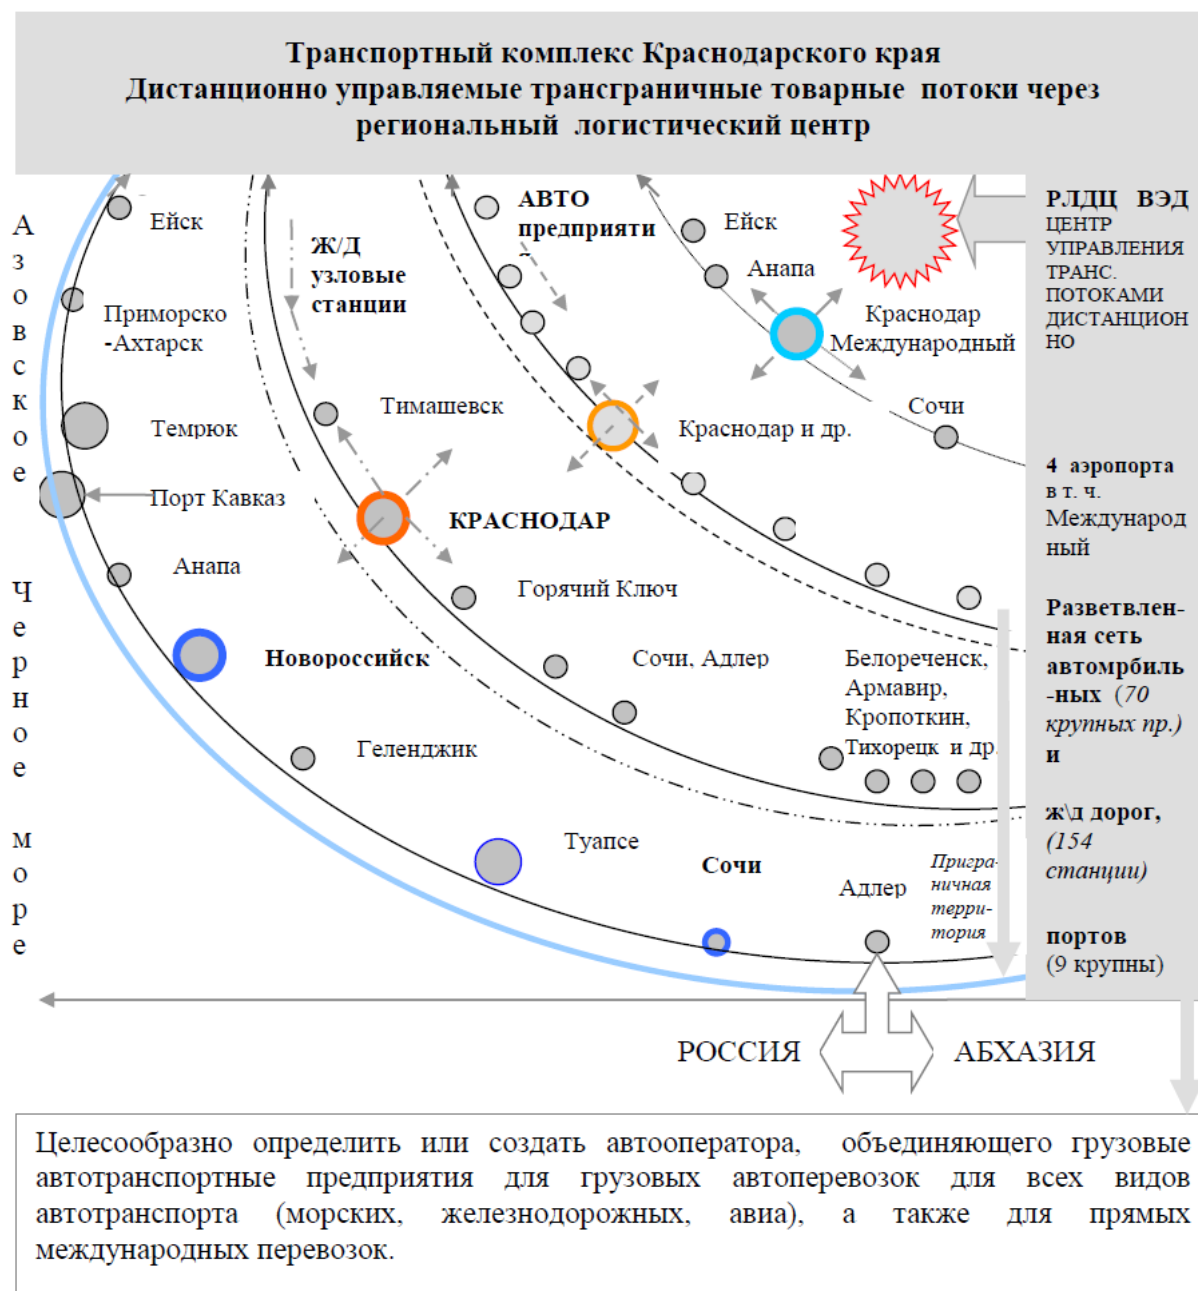 Транспортный комплекс Краснодарского края
Дистанционно управляемые трансграничные товарные потоки через
региональный логистический центр
Азовское
Черное
море
Ейск
Приморско
-Ахтарск
Темрюк
Порт Кавказ
Анапа
Новороссийск
Геленджик
Туапсе
Сочи
Адлер
Пригра-
ничная
терри-
тория
Ж/Д
узловые
станции
Тимашевск
КРАСНОДАР
Горячий Ключ
Сочи, Адлер
Белореченск,
Армавир,
Кропоткин,
Тихорецк и др.
АВТО
предприяти
Краснодар и др.
Ейск
Анапа
Краснодар
Международный
Сочи
РЛДЦ ВЭД
ЦЕНТР
УПРАВЛЕНИЯ
ТРАНС.
ПОТОКАМИ
ДИСТАНЦИОН
НО
4 аэропорта
в т. ч.
Международ
ный
Разветвлен-
ная сеть
автомрбиль
-ных (70
крупных пр.)
и
ж\д дорог,
(154
станции)
портов
(9 крупны)
РОССИЯ
АБХАЗИЯ
Целесообразно определить или создать автооператора, объединяющего грузовые
автотранспортные предприятия для грузовых автоперевозок для всех видов
автотранспорта (морских, железнодорожных, авиа), а также для прямых
международных перевозок.